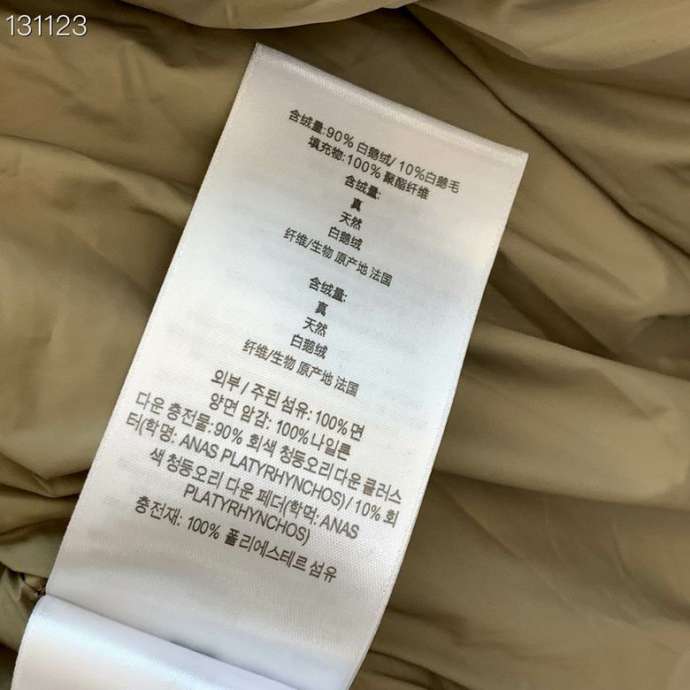 131123
含绒量:90% 白鹅绒/ 10%白鹅毛
填充物:100% 聚酯纤维
含绒量:
真
天然
白鹅绒
纤维/生物 原产地 法国
含绒量:
真
天然
白鹅绒
纤维/生物 原产地 法国
외부 / 주된 섬유: 100% 면
양면 암감: 100% 나일론
다운 충전물: 90% 회색 청동오리 다운 클러스
터(학명: ANAS PLATYRHYNCHOS) / 10% 회
색 청동오리 다운 페더(학먹: ANAS
PLATYRHYNCHOS)
충전재: 100% 폴리에스테르 섬유